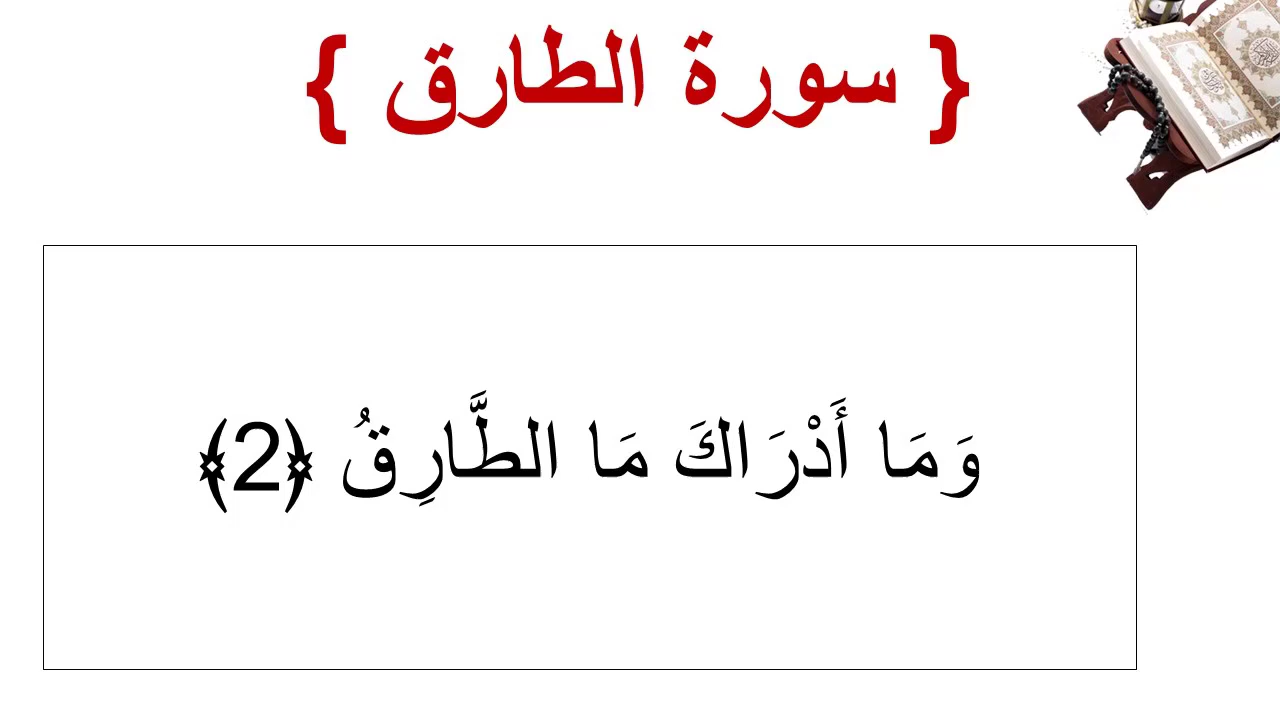 { سورة الطارق }
وَمَا أَدْرَاكَ مَا الطَّارِقُ ﴿2﴾